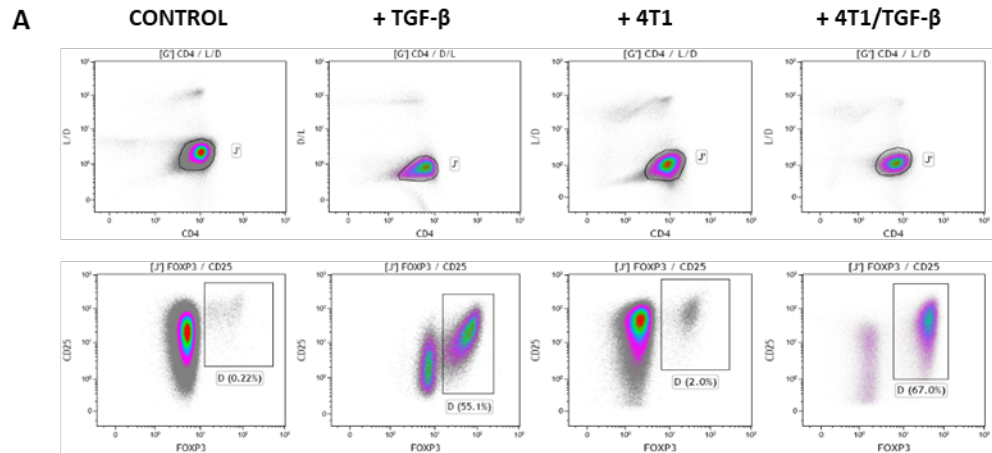 A
CONTROL
+ TGF-β
+ 4T1
+ 4T1/TGF-β
[G'] CD4 / L/D
[G'] CD4 / D/L
[G'] CD4 / L/D
[G'] CD4 / L/D
L/D
D/L
L/D
L/D
J'
J'
J'
J'
CD4
CD4
CD4
CD4
[J'] FOXP3 / CD25
[J'] FOXP3 / CD25
[J'] FOXP3 / CD25
[J'] FOXP3 / CD25
CD25
CD25
CD25
CD25
D (0.22%)
D (55.1%)
D (2.0%)
D (67.0%)
FOXP3
FOXP3
FOXP3
FOXP3